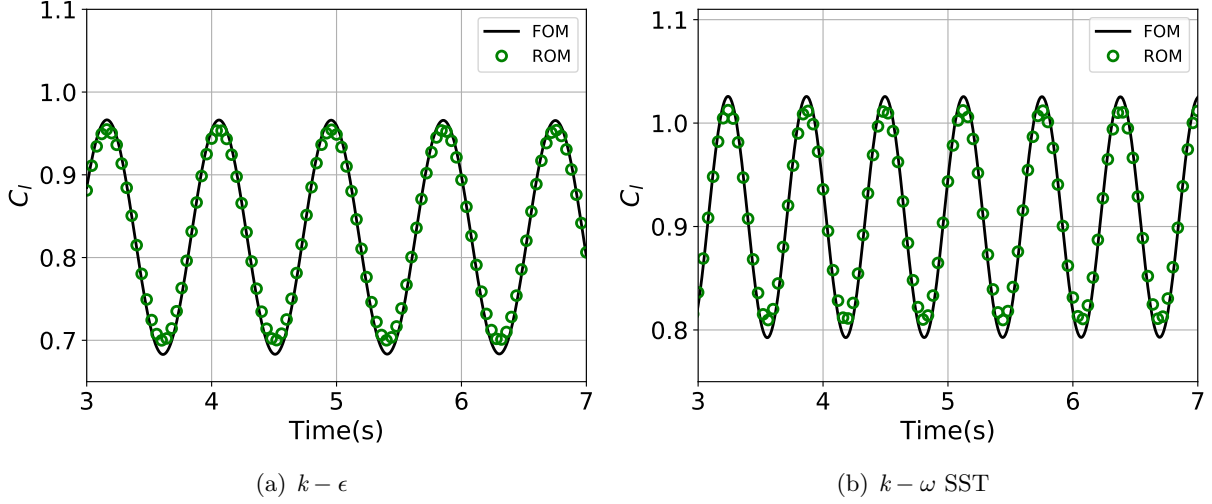 1.1
1.0
0.9
0.8
0.7
C_l
3 4 5 6 7
Time(s)
FOM
ROM
(a) k − ϵ
1.1
1.0
0.9
0.8
C_l
3 4 5 6 7
Time(s)
FOM
ROM
(b) k − ω SST